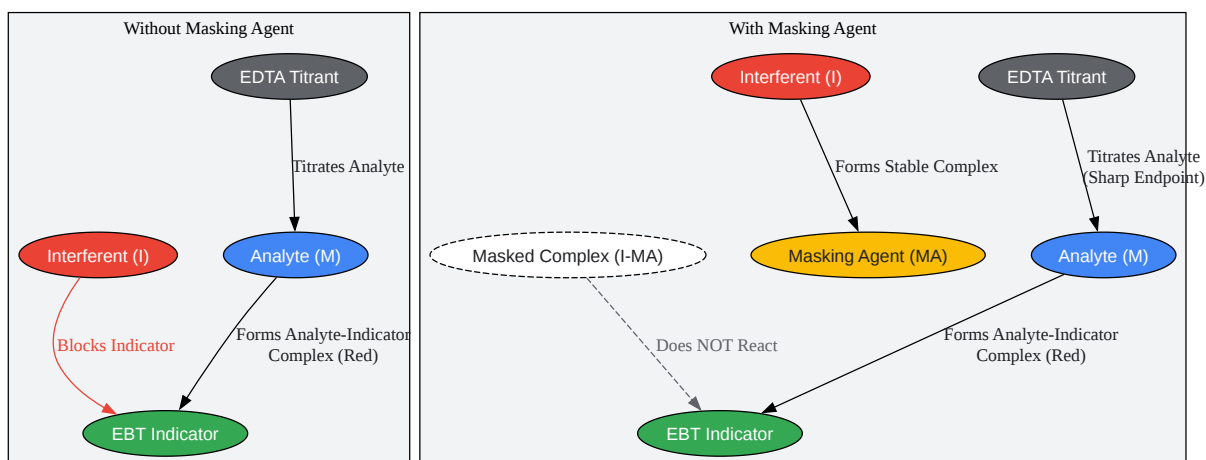 Without Masking Agent
EDTA Titrant
Titrates Analyte
Interferent (I)
Analyte (M)
Blocks Indicator
Forms Analyte-Indicator
Complex (Red)
EBT Indicator
With Masking Agent
Interferent (I)
EDTA Titrant
Forms Stable Complex
Titrates Analyte
(Sharp Endpoint)
Masked Complex (I-MA)
Masking Agent (MA)
Analyte (M)
Does NOT React
Forms Analyte-Indicator
Complex (Red)
EBT Indicator